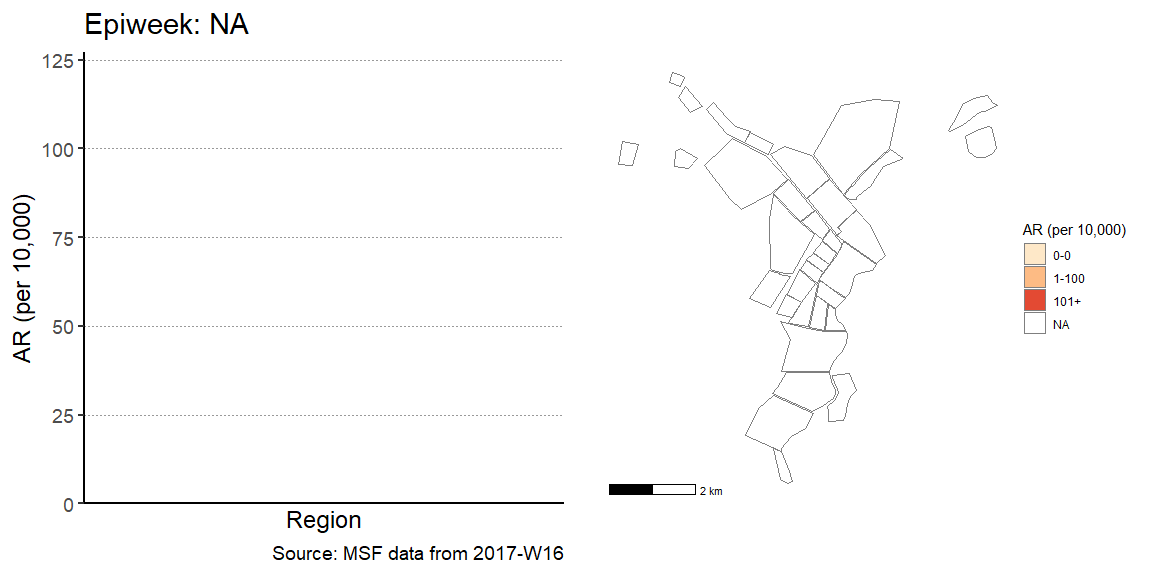 Epiweek: NA
125
100
75
50
25
0
AR (per 10,000)
Region
Source: MSF data from 2017-W16
2 km
AR (per 10,000)
0-0
1-100
101+
NA